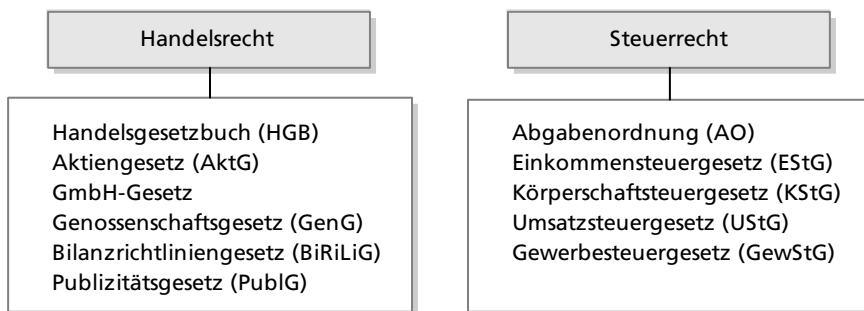 Handelsrecht
Handelsgesetzbuch (HGB)
Aktiengesetz (AktG)
GmbH-Gesetz
Genossenschaftsgesetz (GenG)
Bilanzrichtliniengesetz (BiRiLiG)
Publizitätsgesetz (PublG)
Steuerrecht
Abgabenordnung (AO)
Einkommensteuergesetz (EStG)
Körperschaftsteuergesetz (KStG)
Umsatzsteuergesetz (UStG)
Gewerbesteuergesetz (GewStG)